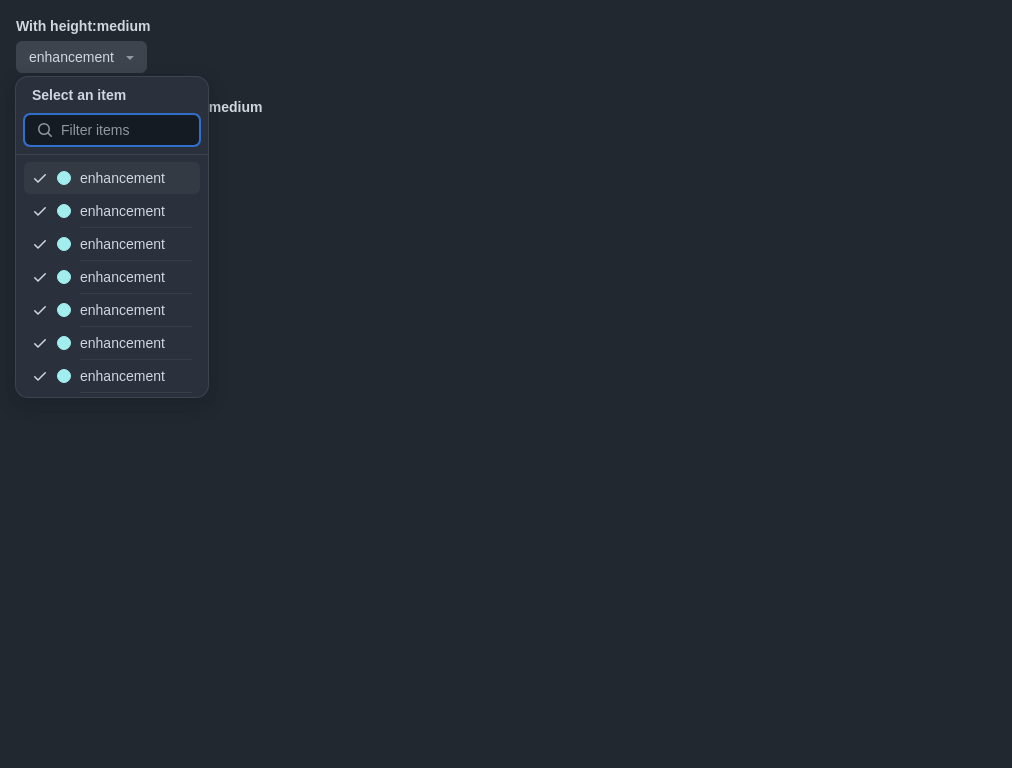 With height:medium
enhancement
Select an item
medium
Filter items
enhancement
enhancement
enhancement
enhancement
enhancement
enhancement
enhancement